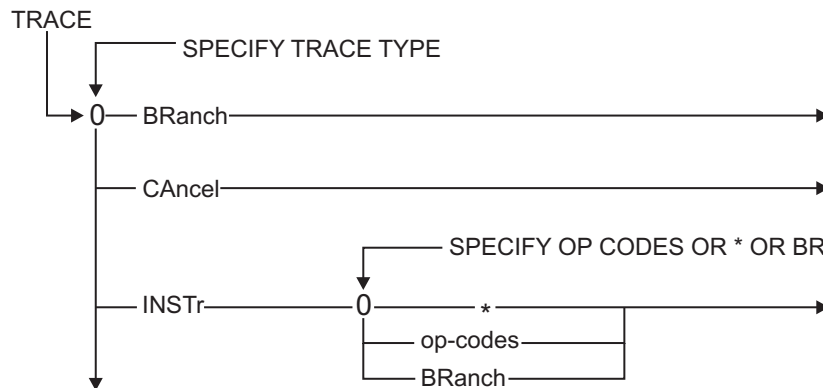 TRACE
SPECIFY TRACE TYPE
0 BRanch
CAncel
SPECIFY OP CODES OR * OR BR
INSTr 0 *
op-codes
BRanch